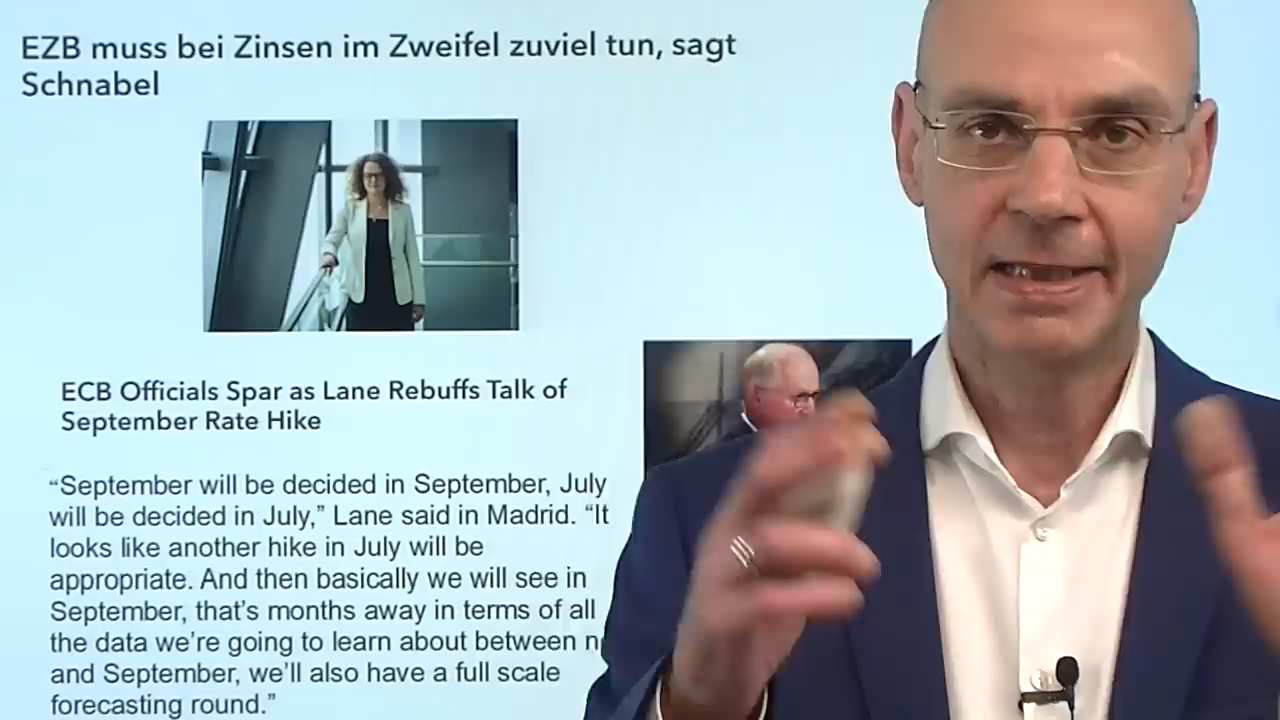 EZB muss bei Zinsen im Zweifel zuviel tun, sagt
Schnabel
ECB Officials Spar as Lane Rebuffs Talk of
September Rate Hike
“September will be decided in September, July
will be decided in July,” Lane said in Madrid. “It
looks like another hike in July will be
appropriate. And then basically we will see in
September, that’s months away in terms of all
the data we’re going to learn about between
and September, we’ll also have a full scale
forecasting round.”